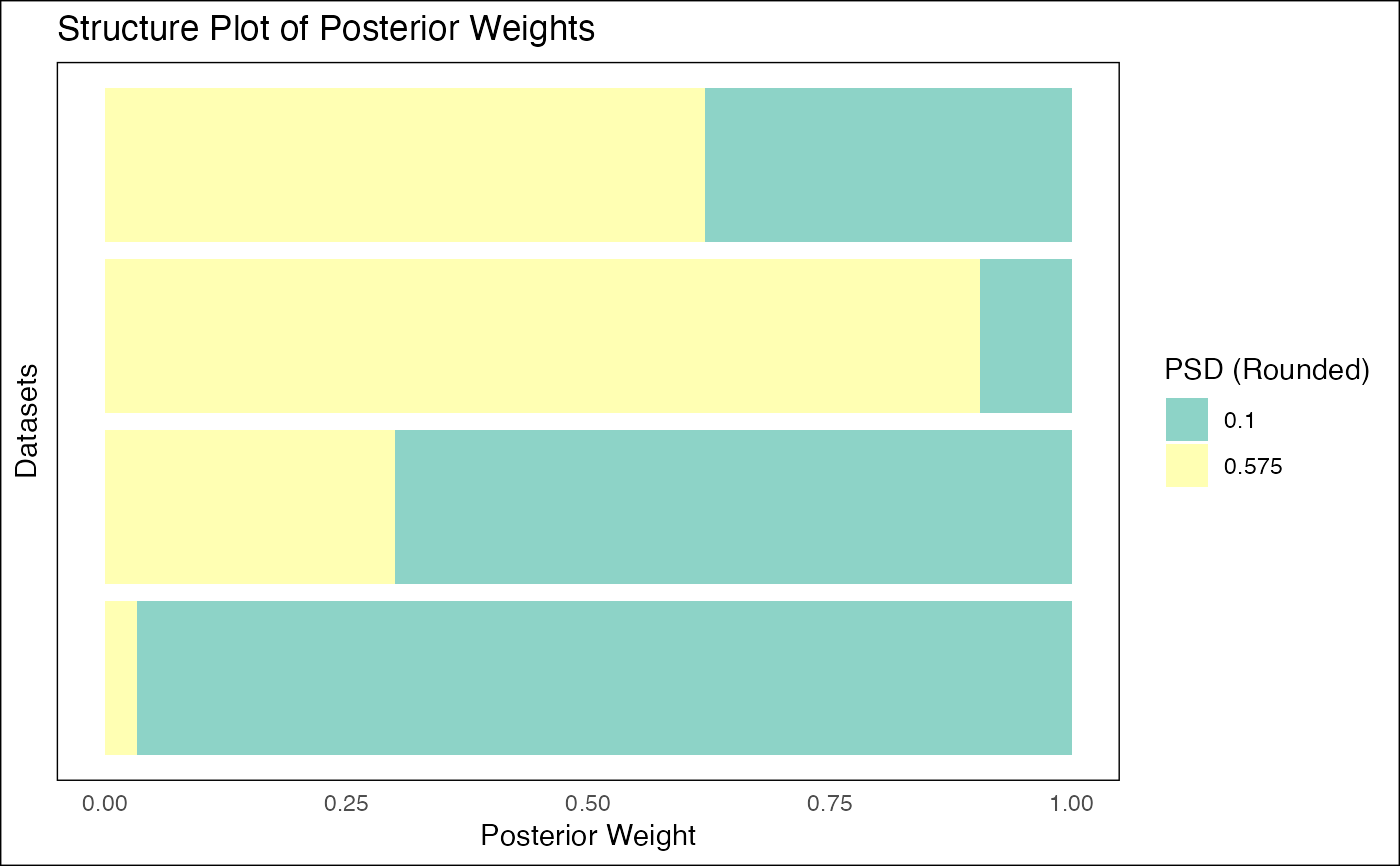 Structure Plot of Posterior Weights
Datasets
PSD (Rounded)
0.1
0.575
0.00 0.25 0.50 0.75 1.00
Posterior Weight